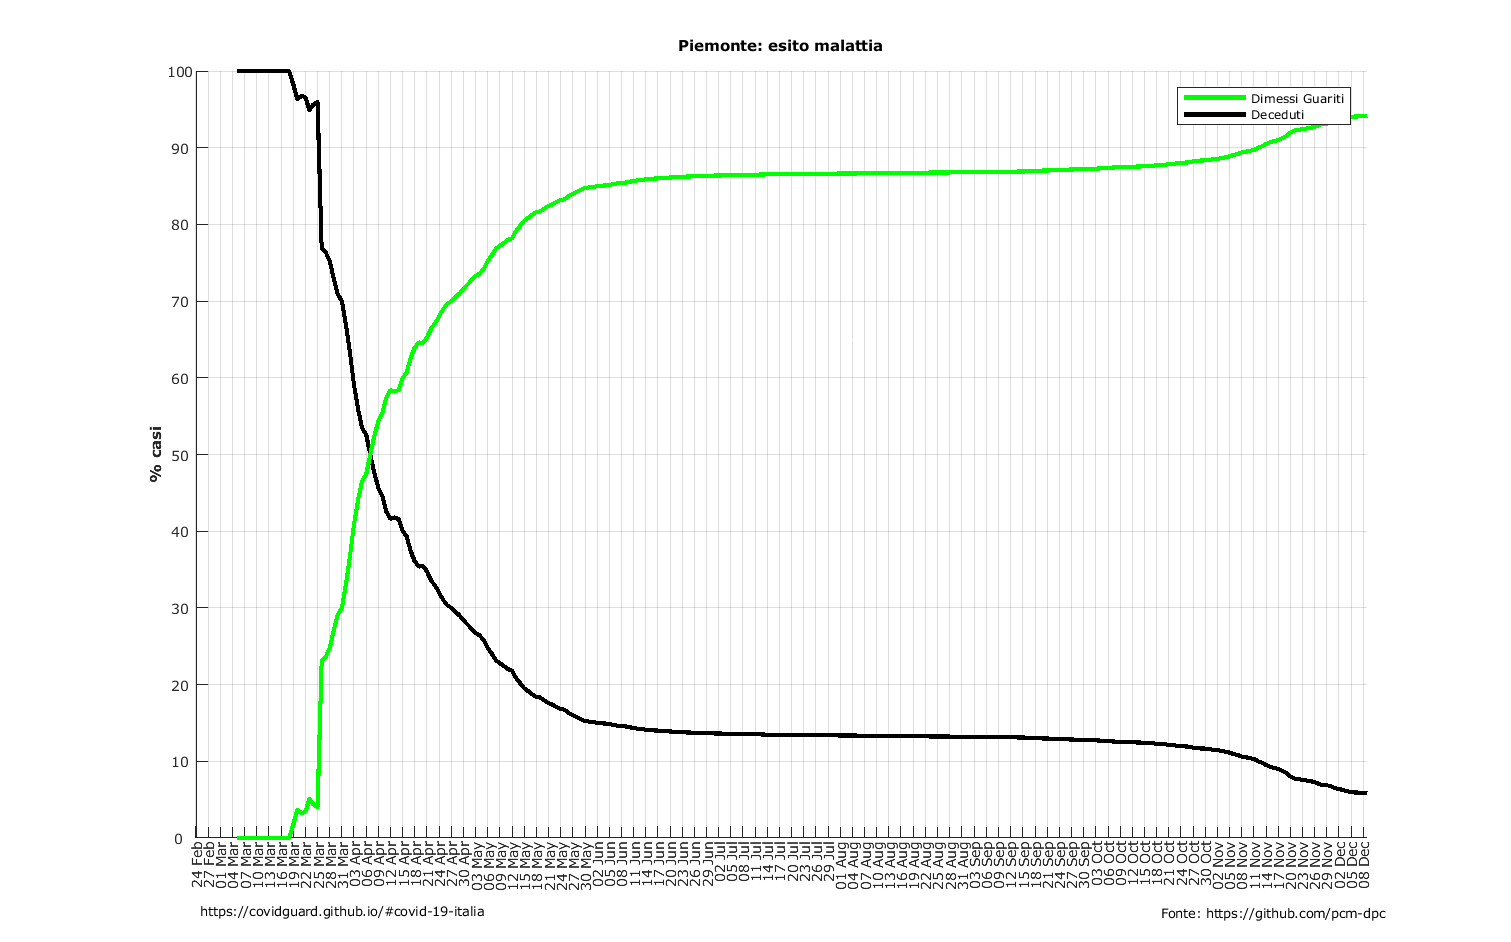 Piemonte: esito malattia
Dimessi Guariti
Deceduti
% casi
100
90
80
70
60
50
40
30
20
10
0
24 Feb
27 Feb
01 Mar
04 Mar
07 Mar
10 Mar
13 Mar
16 Mar
19 Mar
22 Mar
25 Mar
28 Mar
31 Mar
03 Apr
06 Apr
09 Apr
12 Apr
15 Apr
18 Apr
21 Apr
24 Apr
27 Apr
30 Apr
03 May
06 May
09 May
12 May
15 May
18 May
21 May
24 May
27 May
30 May
02 Jun
05 Jun
08 Jun
11 Jun
14 Jun
17 Jun
20 Jun
23 Jun
26 Jun
29 Jun
02 Jul
05 Jul
08 Jul
11 Jul
14 Jul
17 Jul
20 Jul
23 Jul
26 Jul
29 Jul
01 Aug
04 Aug
07 Aug
10 Aug
13 Aug
16 Aug
19 Aug
22 Aug
25 Aug
28 Aug
31 Aug
03 Sep
06 Sep
09 Sep
12 Sep
15 Sep
18 Sep
21 Sep
24 Sep
27 Sep
30 Sep
03 Oct
06 Oct
09 Oct
12 Oct
15 Oct
18 Oct
21 Oct
24 Oct
27 Oct
30 Oct
02 Nov
05 Nov
08 Nov
11 Nov
14 Nov
17 Nov
20 Nov
23 Nov
26 Nov
29 Nov
02 Dec
05 Dec
08 Dec
https://covidguard.github.io/#covid-19-italia
Fonte: https://github.com/pcm-dpc